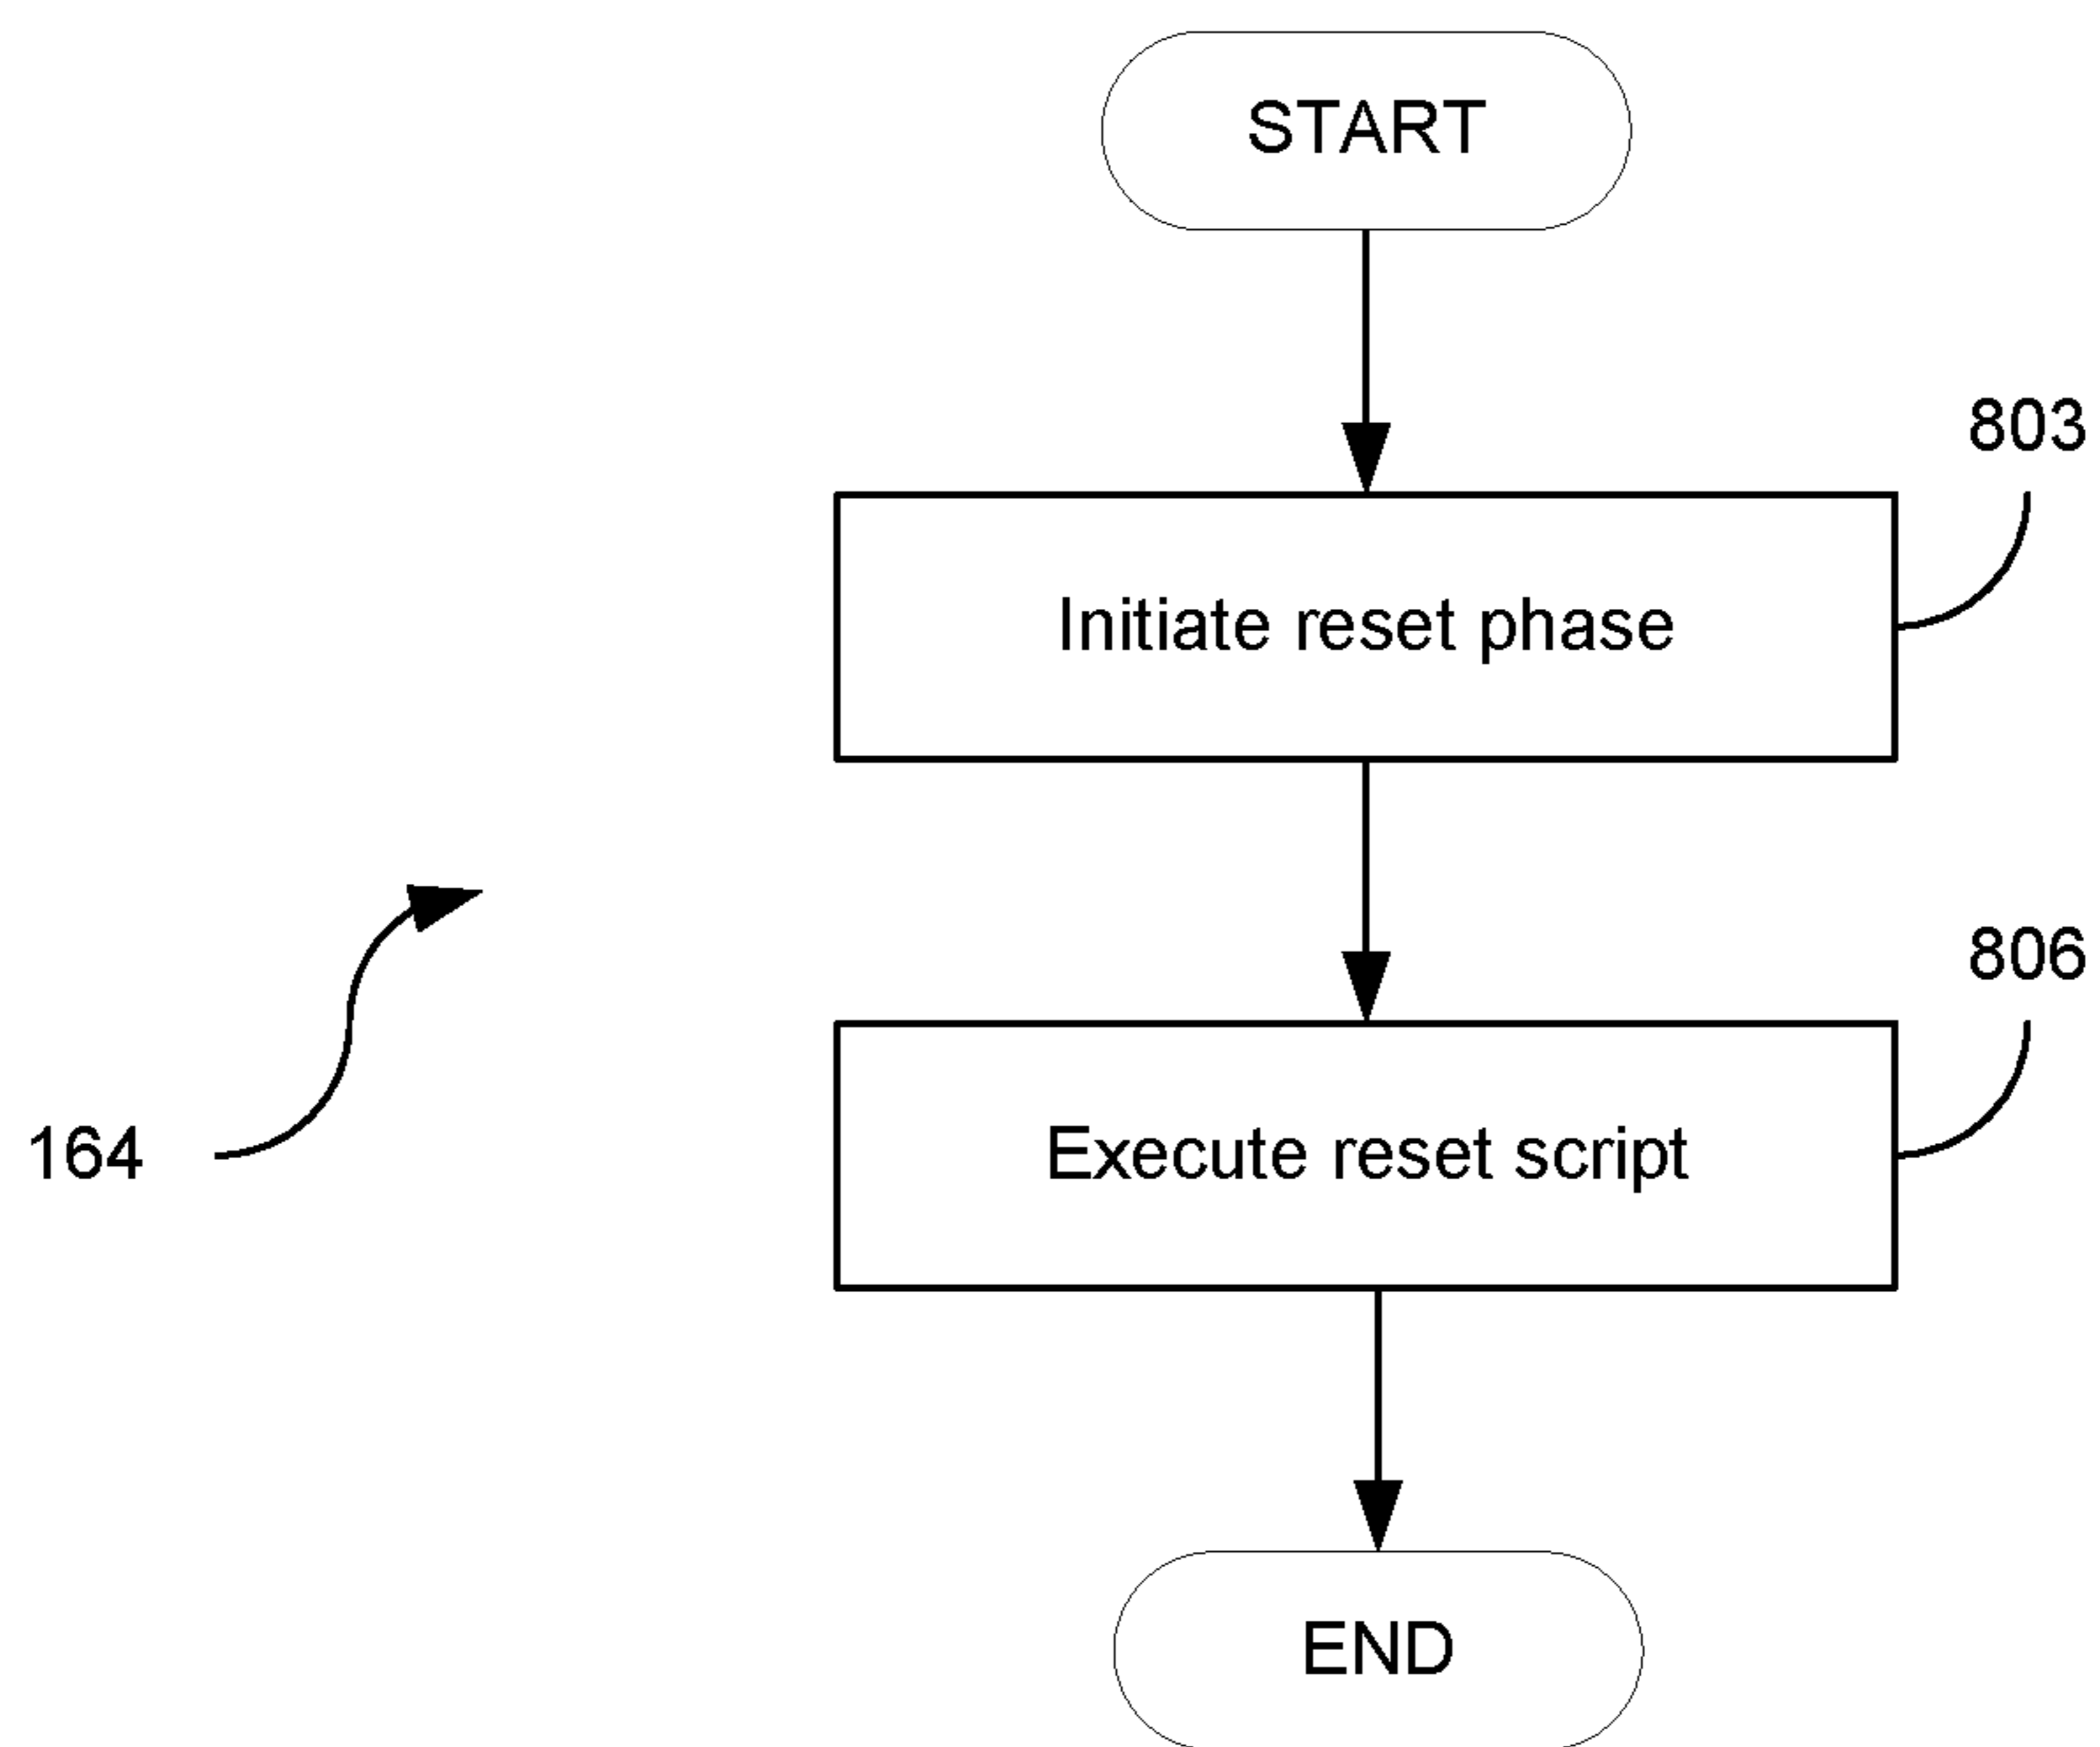 START
803
Initiate reset phase
806
164
Execute reset script
END